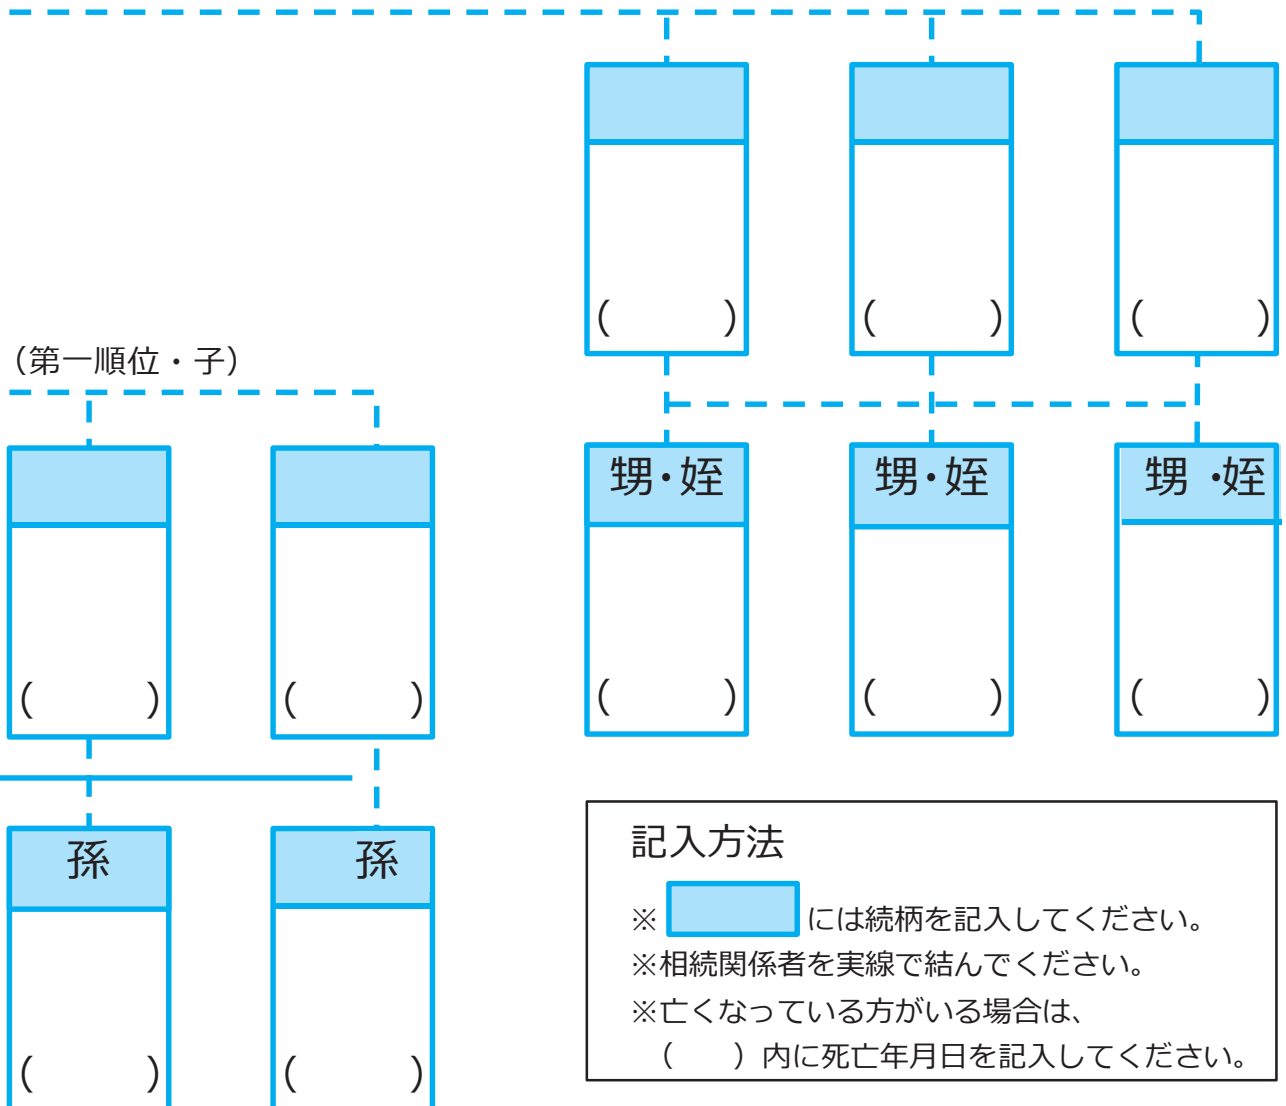 (　　)
(　　)
(　　)
（第一順位・子）
甥・姪
甥・姪
甥・姪
(　　)
(　　)
(　　)
(　　)
(　　)
孫
孫
(　　)
(　　)
記入方法
※　　　には続柄を記入してください。
※相続関係者を実線で結んでください。
※亡くなっている方がいる場合は、
（　　）内に死亡年月日を記入してください。